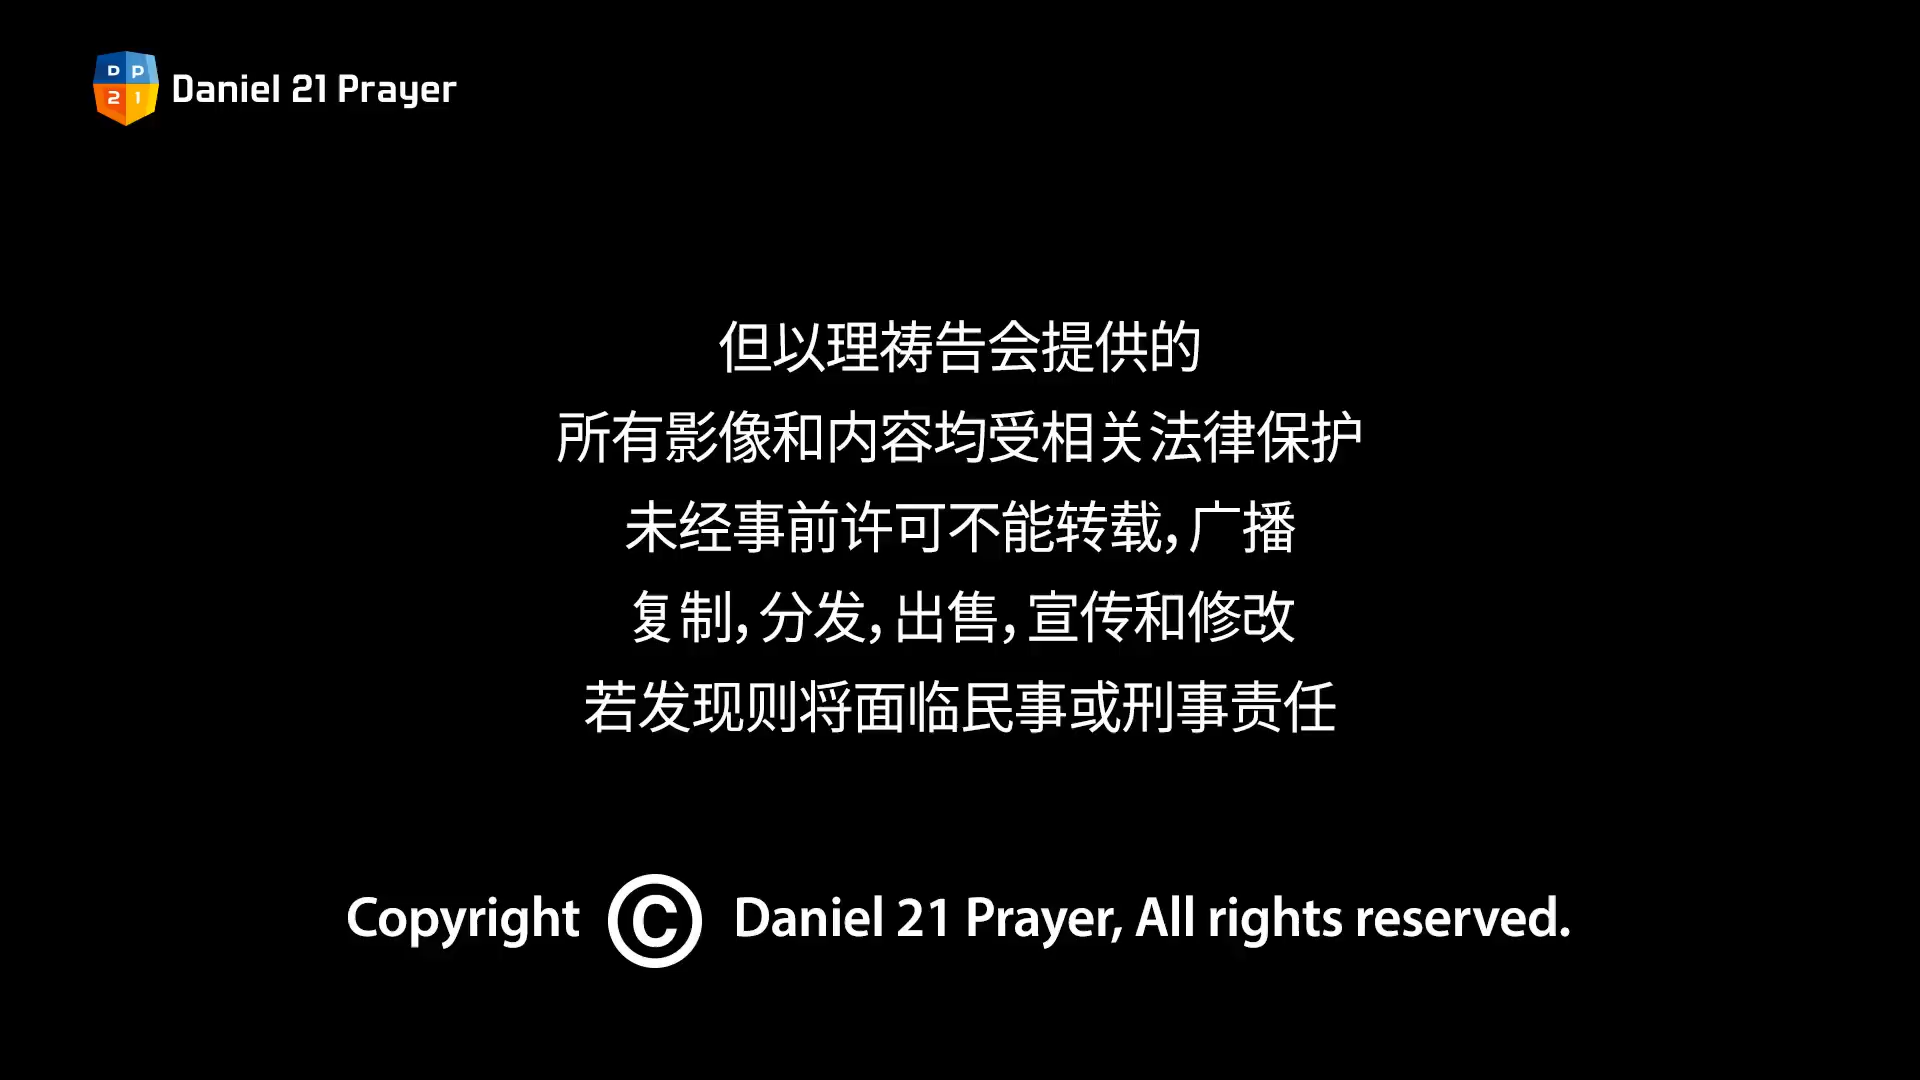 DP
21
Daniel 21 Prayer
但以理祷告会提供的
所有影像和内容均受相关法律保护
未经事前许可不能转载，广播
复制，分发，出售，宣传和修改
若发现则将面临民事或刑事责任
Copyright © Daniel 21 Prayer, All rights reserved.